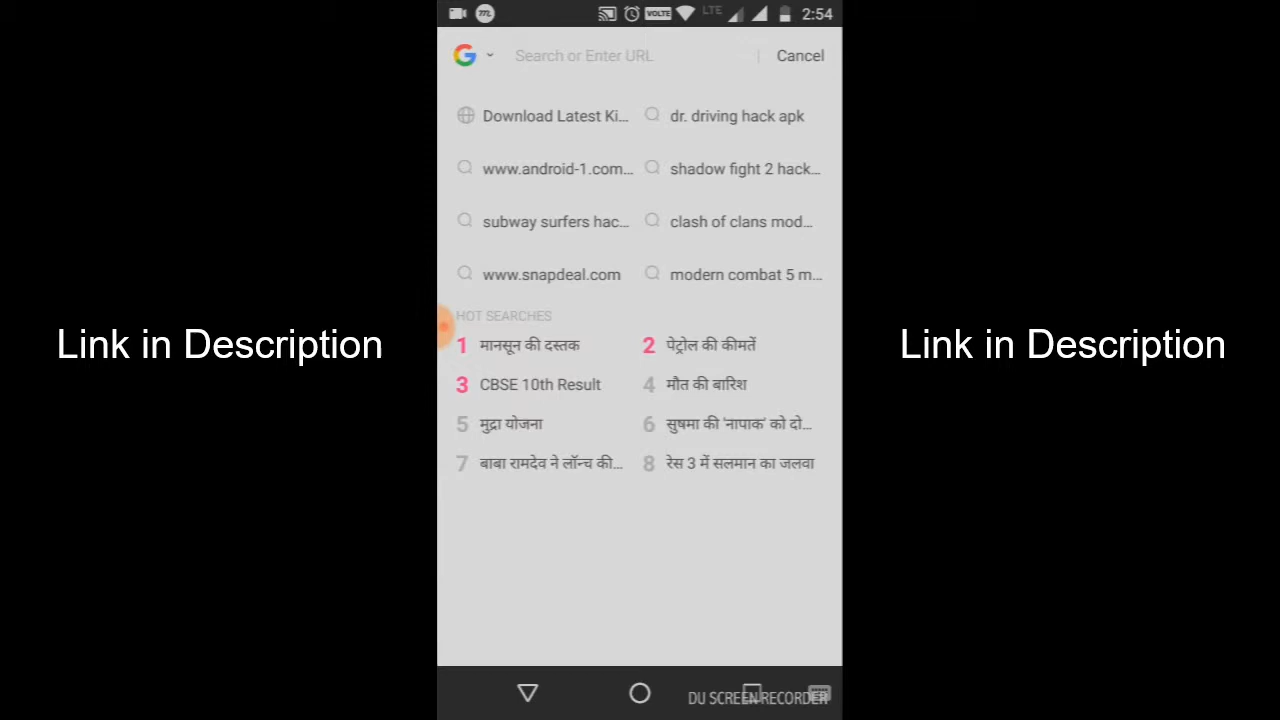 VOLTE LTE 2:54
Search or Enter URL Cancel
Download Latest Ki... dr. driving hack apk
www.android-1.com... shadow fight 2 hack...
subway surfers hac... clash of clans mod...
www.snapdeal.com modern combat 5 m...
HOT SEARCHES
1 मानसून की दस्तक 2 पेट्रोल की कीमतें
Link in Description
Link in Description
3 CBSE 10th Result 4 मौत की बारिश
5 मुद्रा योजना 6 सुषमा की 'नापाक' को दो...
7 बाबा रामदेव ने लॉन्च की... 8 रेस 3 में सलमान का जलवा
DU SCREEN RECORDER